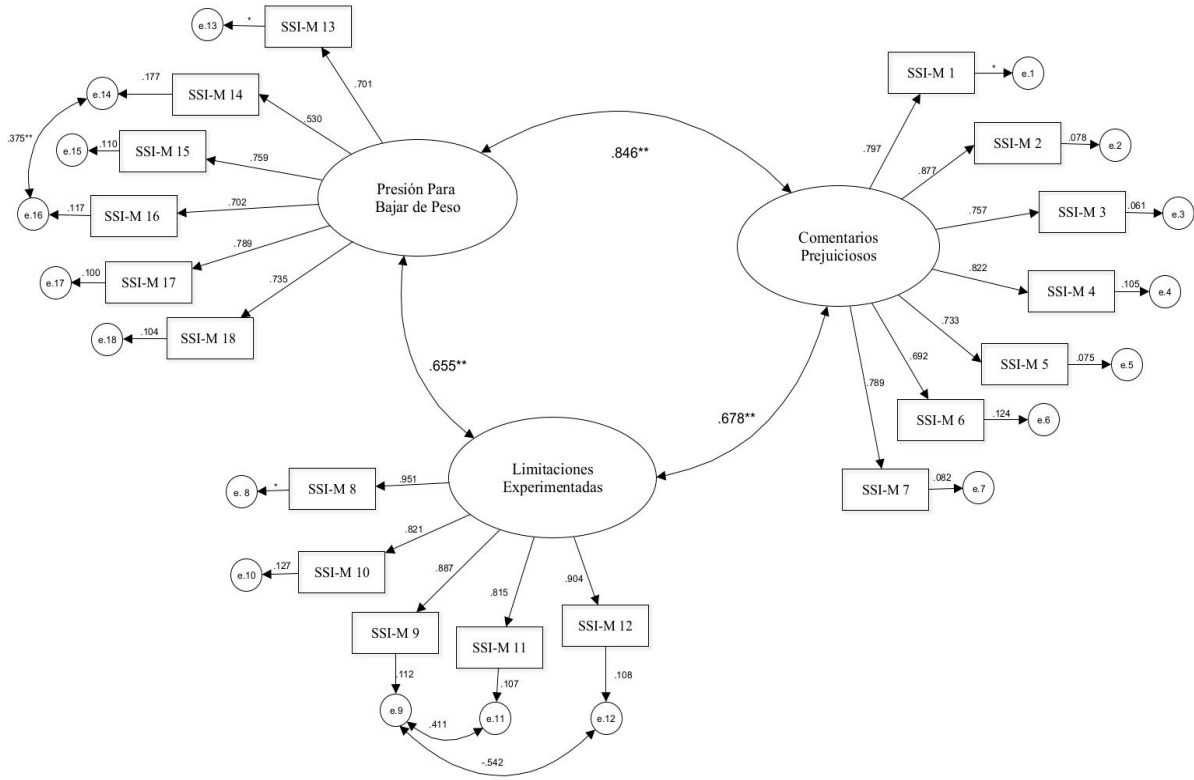 e.13
*
SSI-M 13
.701
e.14
.177
SSI-M 14
.530
.375**
e.15
.110
SSI-M 15
.759
e.16
.117
SSI-M 16
.702
e.17
.100
SSI-M 17
.789
e.18
.104
SSI-M 18
.735
Presión Para
Bajar de Peso
.846**
Comentarios
Prejuiciosos
.797
SSI-M 1
*
e.1
.877
SSI-M 2
.078
e.2
.757
SSI-M 3
.061
e.3
.822
SSI-M 4
.105
e.4
.733
SSI-M 5
.075
e.5
.692
SSI-M 6
.124
e.6
.789
SSI-M 7
.082
e.7
.655**
.678**
Limitaciones
Experimentadas
e. 8
*
SSI-M 8
.951
e.10
.127
SSI-M 10
.821
.887
SSI-M 9
.112
e.9
.815
SSI-M 11
.107
e.11
.904
SSI-M 12
.108
e.12
.411
-.542